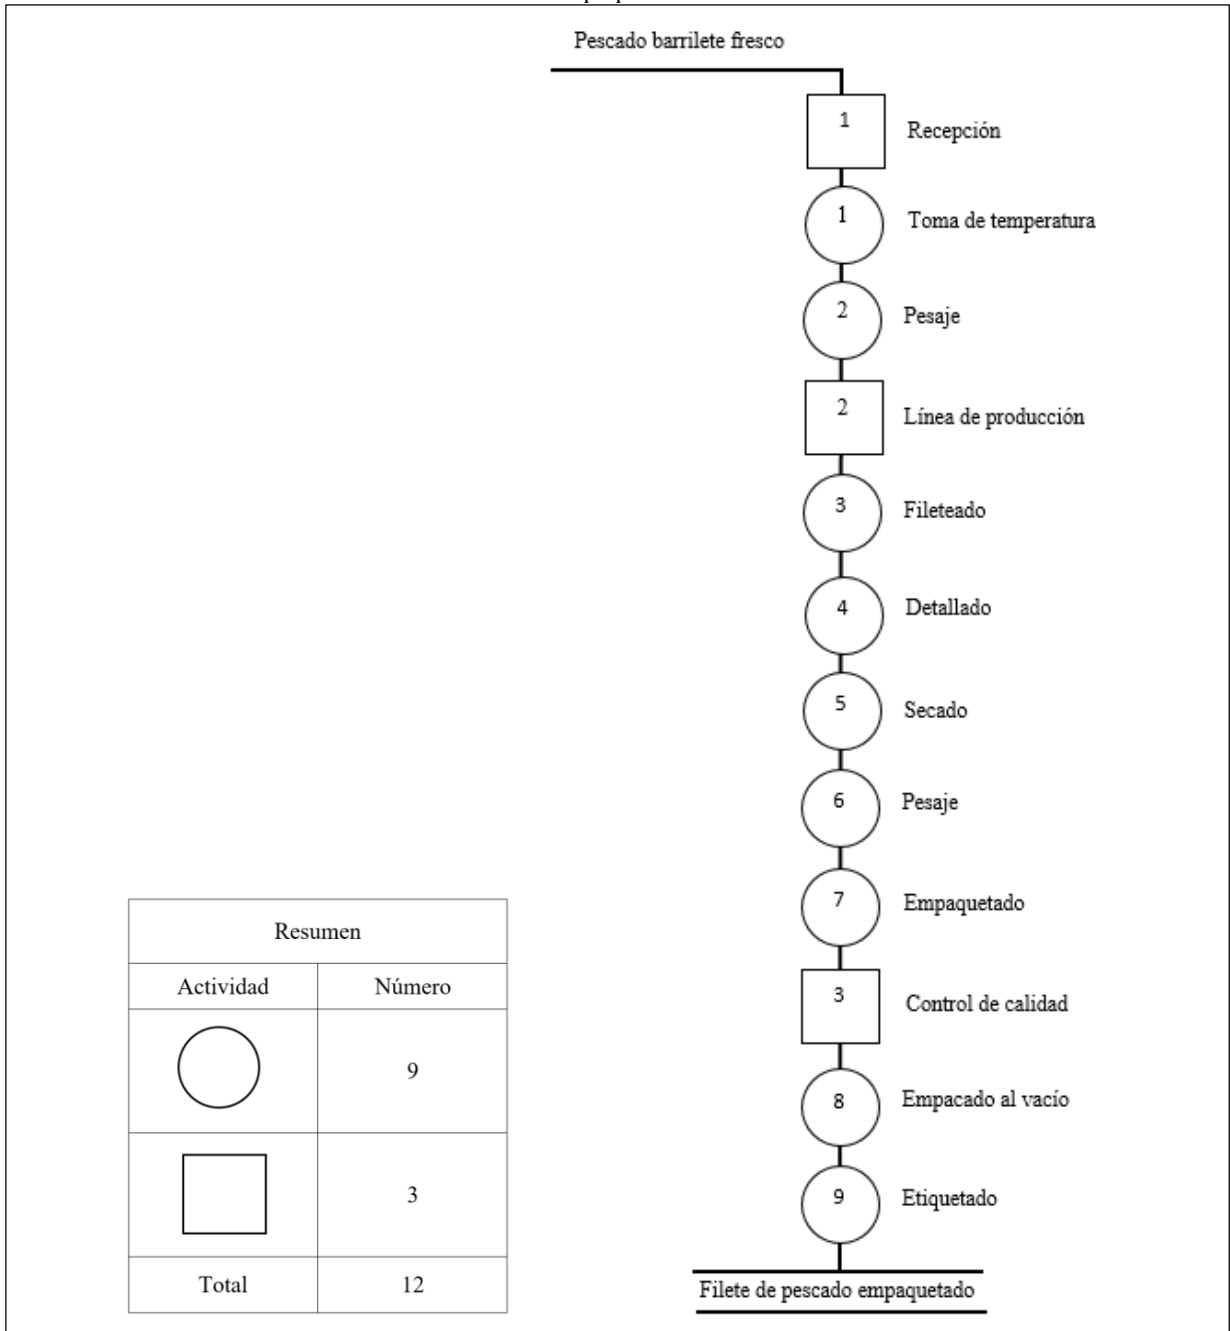 Pescado barrilete fresco
1
Recepción
1
Toma de temperatura
2
Pesaje
2
Línea de producción
3
Fileteado
4
Detallado
5
Secado
6
Pesaje
7
Empaquetado
3
Control de calidad
8
Empacado al vacío
9
Etiquetado
Filete de pescado empaquetado
Resumen
Actividad Número
9
3
Total 12